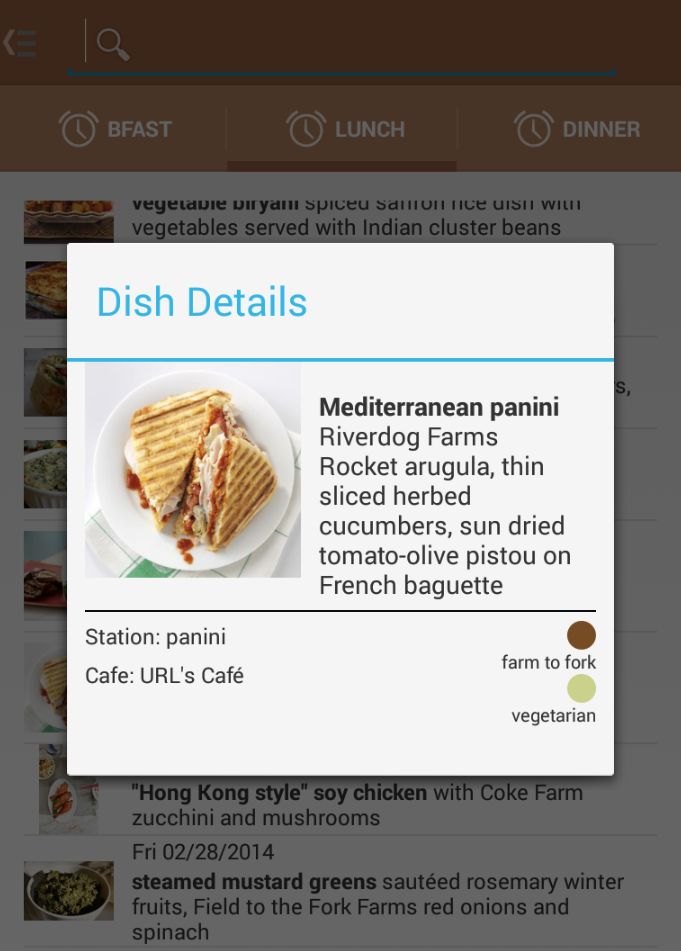 BFAST
LUNCH
DINNER
vegetable biryani spiced saffron rice dish with
vegetables served with Indian cluster beans
Dish Details
Mediterranean panini
Riverdog Farms
Rocket arugula, thin
sliced herbed
cucumbers, sun dried
tomato-olive pistou on
French baguette
Station: panini
Cafe: URL's Café
farm to fork
vegetarian
"Hong Kong style" soy chicken with Coke Farm
zucchini and mushrooms
Fri 02/28/2014
steamed mustard greens sautéed rosemary winter
fruits, Field to the Fork Farms red onions and
spinach